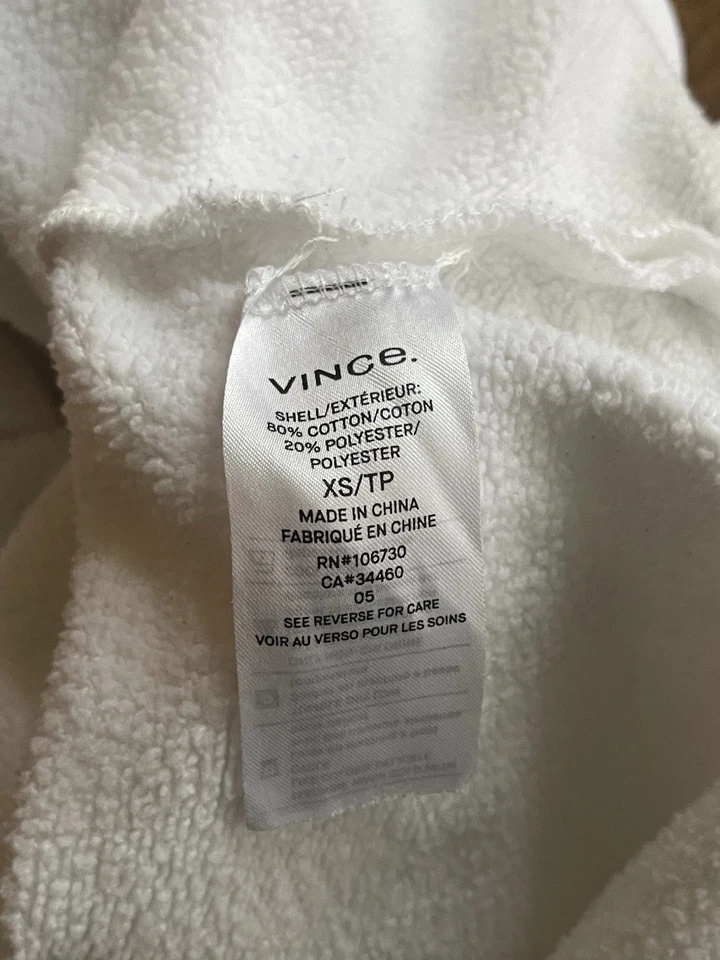 VINCe.
SHELL/EXTÉRIEUR:
80% COTTON/COTON
20% POLYESTER/
POLYESTER
XS/TP
MADE IN CHINA
FABRIQUÉ EN CHINE
RN#106730
CA#34460
05
SEE REVERSE FOR CARE
VOIR AU VERSO POUR LES SOINS